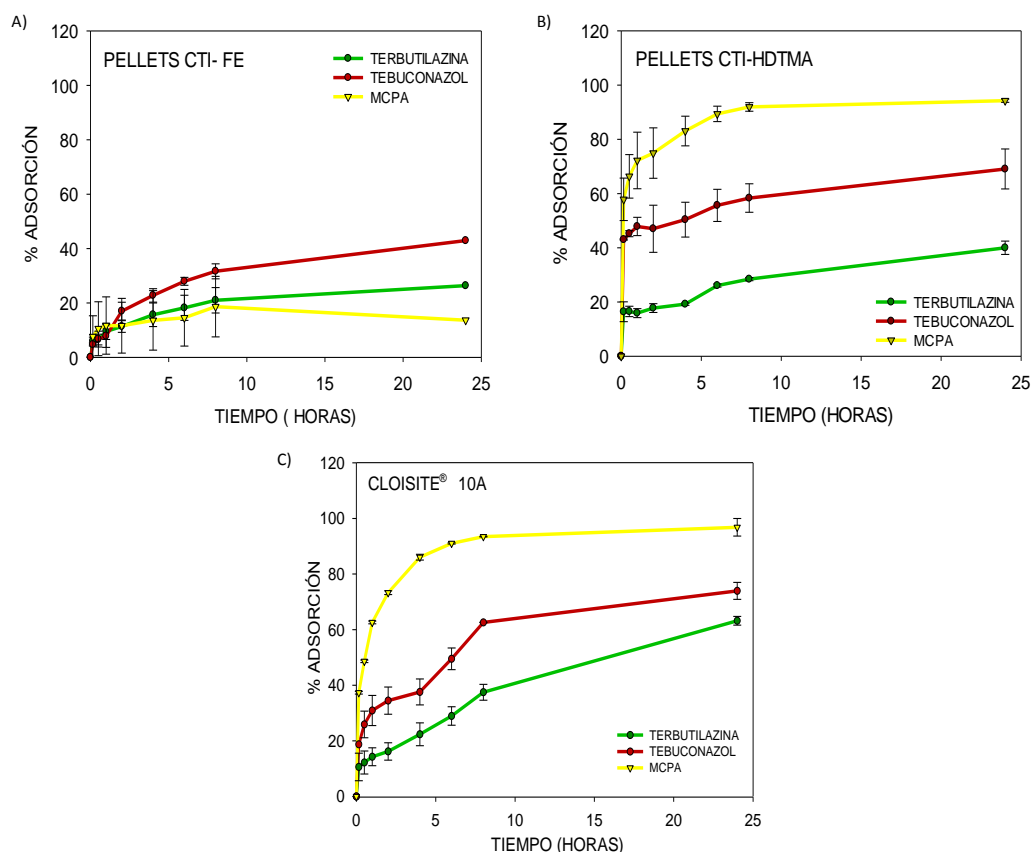 A)
PELLETS CTI- FE
TERBUTILAZINA
TEBUCONAZOL
MCPA
% ADSORCIÓN
120
100
80
60
40
20
0
0 5 10 15 20 25
TIEMPO ( HORAS)
B)
PELLETS CTI-HDTMA
TERBUTILAZINA
TEBUCONAZOL
MCPA
% ADSORCIÓN
120
100
80
60
40
20
0
0 5 10 15 20 25
TIEMPO (HORAS)
C)
CLOISITE® 10A
TERBUTILAZINA
TEBUCONAZOL
MCPA
% ADSORCIÓN
120
100
80
60
40
20
0
0 5 10 15 20 25
TIEMPO (HORAS)